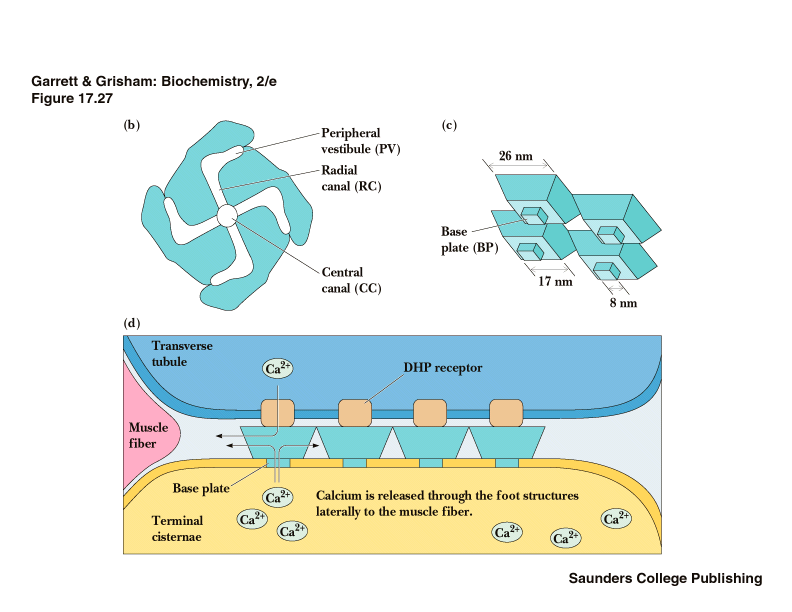 Garrett & Grisham: Biochemistry, 2/e
Figure 17.27
(b)
Peripheral
vestibule (PV)
Radial
canal (RC)
Central
canal (CC)
(c)
26 nm
Base
plate (BP)
17 nm
8 nm
(d)
Transverse
tubule
Ca2+
DHP receptor
Muscle
fiber
Base plate
Ca2+
Calcium is released through the foot structures
laterally to the muscle fiber.
Terminal
cisternae
Ca2+
Ca2+
Ca2+
Ca2+
Ca2+
Saunders College Publishing